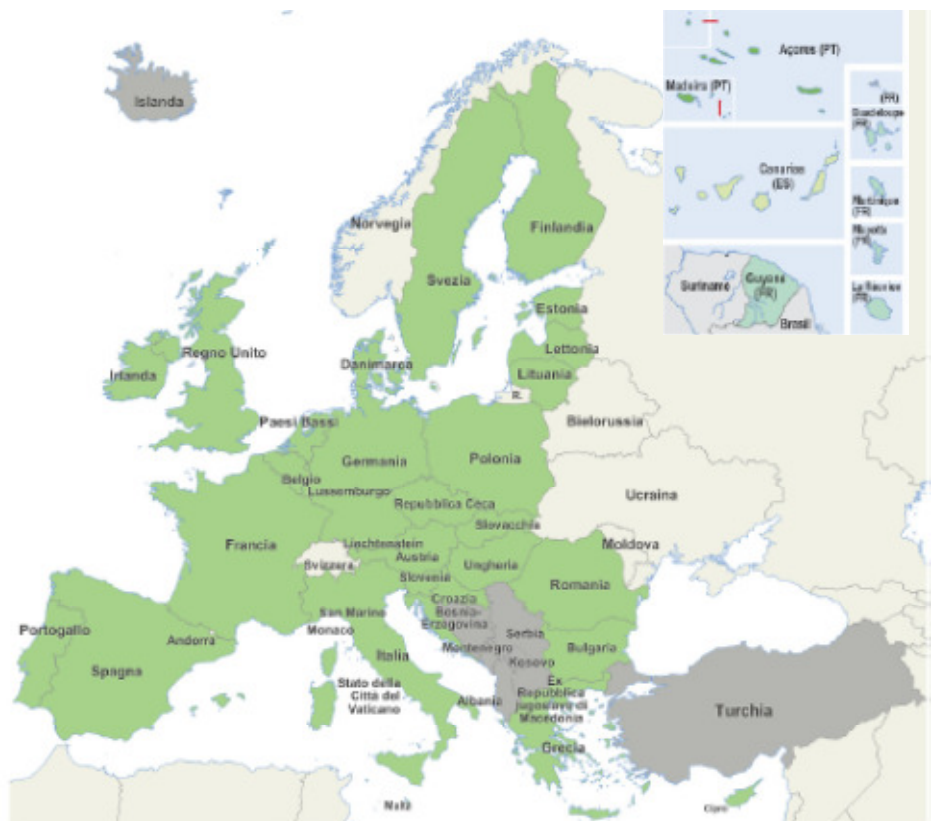 Açores (PT)
Madeira (PT)
(FR)
Guadeloupe
(FR)
Canarias
(ES)
Martinique
(FR)
Mayotte
(FR)
Suriname
Guyane
(FR)
Brasil
La Réunion
(FR)
Islanda
Norvegia
Svezia
Finlandia
Estonia
Lettonia
Lituania
R.
Regno Unito
Irlanda
Danimarca
Paesi Bassi
Bielorussia
Belgio
Germania
Polonia
Lussemburgo
Repubblica Ceca
Ucraina
Slovacchia
Francia
Liechtenstein
Austria
Svizzera
Ungheria
Moldova
Slovenia
Romania
Croazia
San Marino
Bosnia-
Erzegovina
Monaco
Serbia
Portogallo
Andorra
Spagna
Italia
Montenegro
Kosovo
Bulgaria
Stato della
Città del
Vaticano
Albania
Ex
Repubblica
jugoslava di
Macedonia
Turchia
Grecia
Malta
Cipro